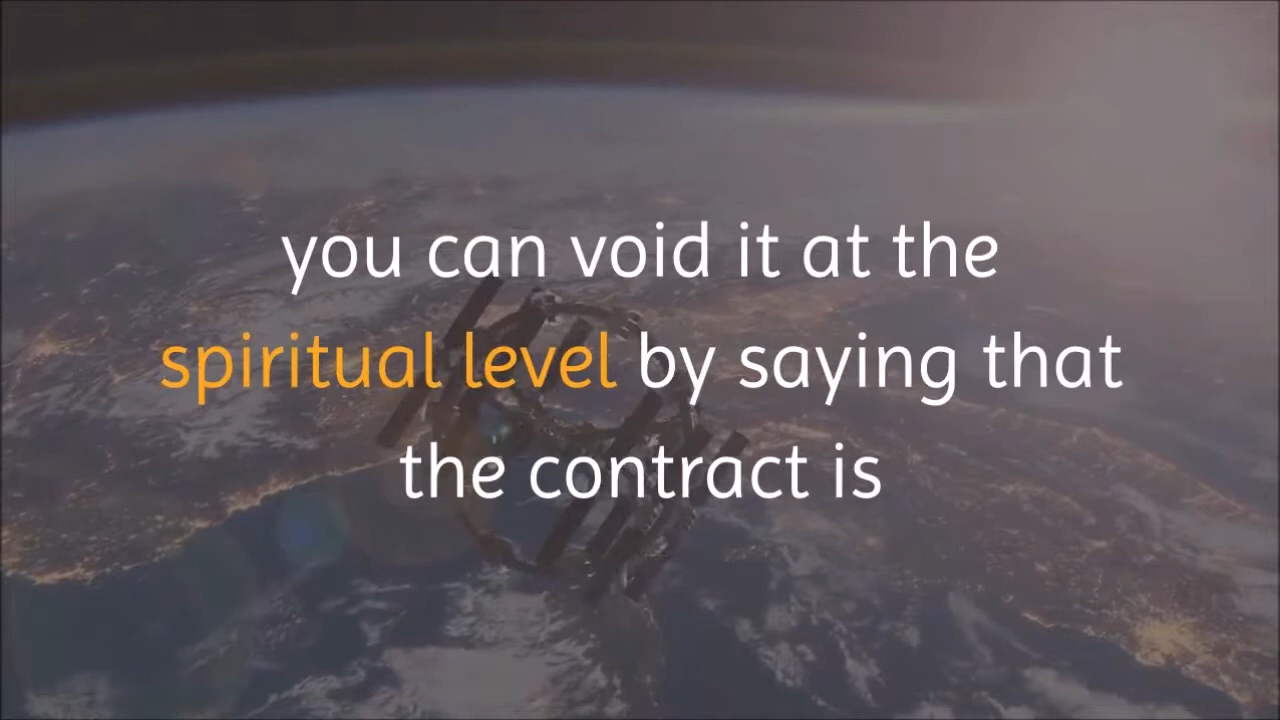 you can void it at the
spiritual level by saying that
the contract is